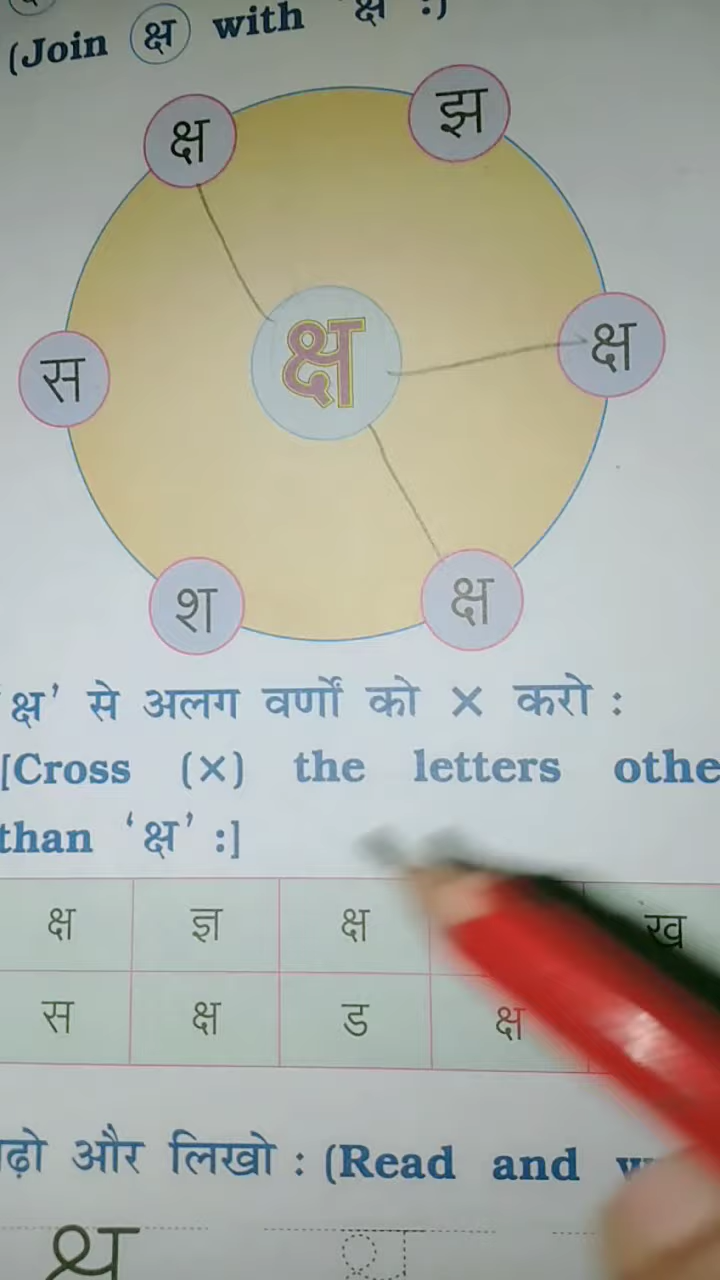 (Join क्ष with 'क्ष' :)
क्ष झ
क्ष
स क्ष
श क्ष
'क्ष' से अलग वर्णों को × करो :
[Cross (×) the letters othe
than 'क्ष' :]
क्ष ज्ञ क्ष ख
स क्ष ड क्ष
ढ़ो और लिखो : (Read and